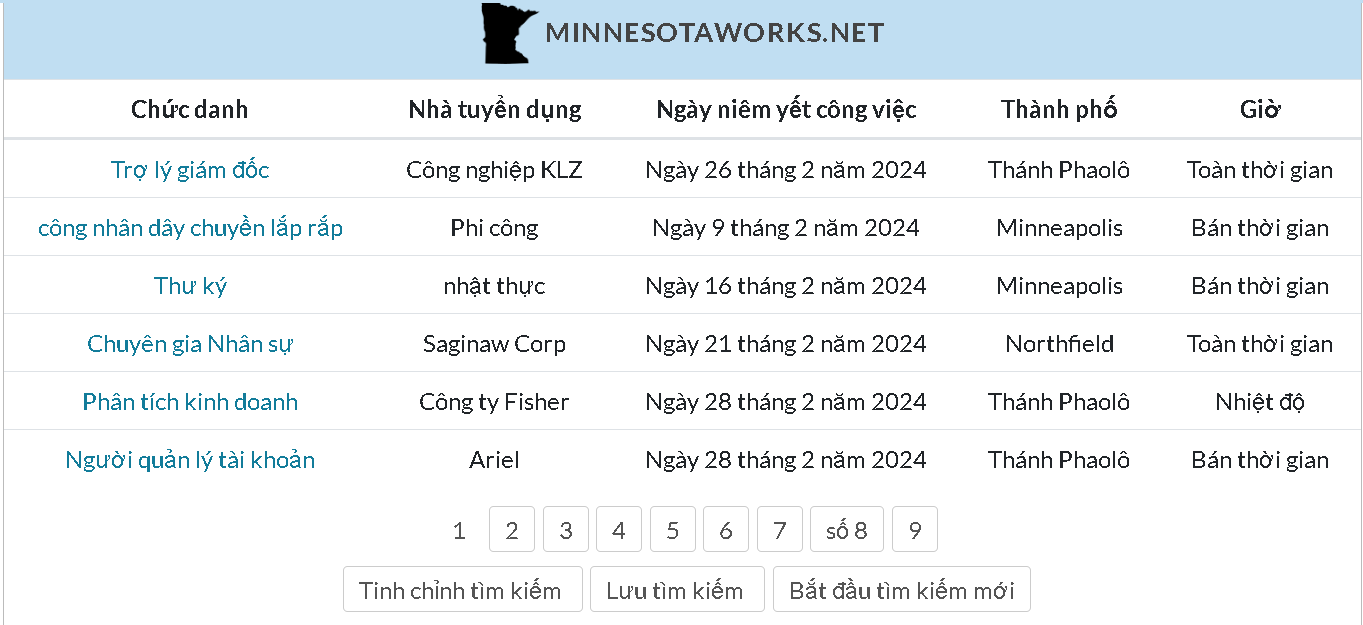 MINNESOTAWORKS.NET
Chức danh Nhà tuyển dụng Ngày niêm yết công việc Thành phố Giờ
Trợ lý giám đốc Công nghiệp KLZ Ngày 26 tháng 2 năm 2024 Thánh Phaolô Toàn thời gian
công nhân dây chuyền lắp rắp Phi công Ngày 9 tháng 2 năm 2024 Minneapolis Bán thời gian
Thư ký nhật thực Ngày 16 tháng 2 năm 2024 Minneapolis Bán thời gian
Chuyên gia Nhân sự Saginaw Corp Ngày 21 tháng 2 năm 2024 Northfield Toàn thời gian
Phân tích kinh doanh Công ty Fisher Ngày 28 tháng 2 năm 2024 Thánh Phaolô Nhiệt độ
Người quản lý tài khoản Ariel Ngày 28 tháng 2 năm 2024 Thánh Phaolô Bán thời gian
1 2 3 4 5 6 7 số 8 9
Tinh chỉnh tìm kiếm Lưu tìm kiếm Bắt đầu tìm kiếm mới